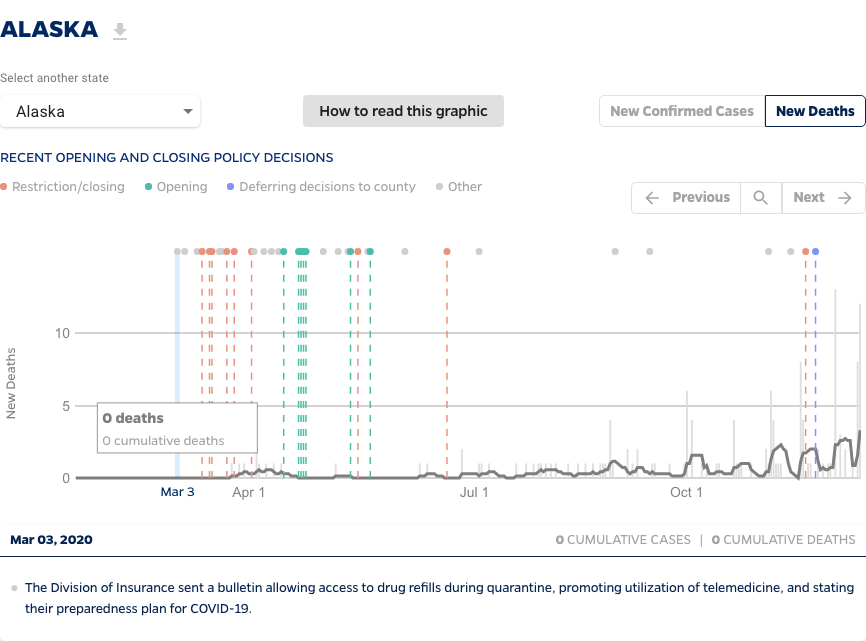 ALASKA
Select another state
Alaska
How to read this graphic
New Confirmed Cases
New Deaths
RECENT OPENING AND CLOSING POLICY DECISIONS
Restriction/closing
Opening
Deferring decisions to county
Other
Previous
Next
New Deaths
10
5
0
0 deaths
0 cumulative deaths
Mar 3
Apr 1
Jul 1
Oct 1
Mar 03, 2020
0 CUMULATIVE CASES | 0 CUMULATIVE DEATHS
The Division of Insurance sent a bulletin allowing access to drug refills during quarantine, promoting utilization of telemedicine, and stating
their preparedness plan for COVID-19.